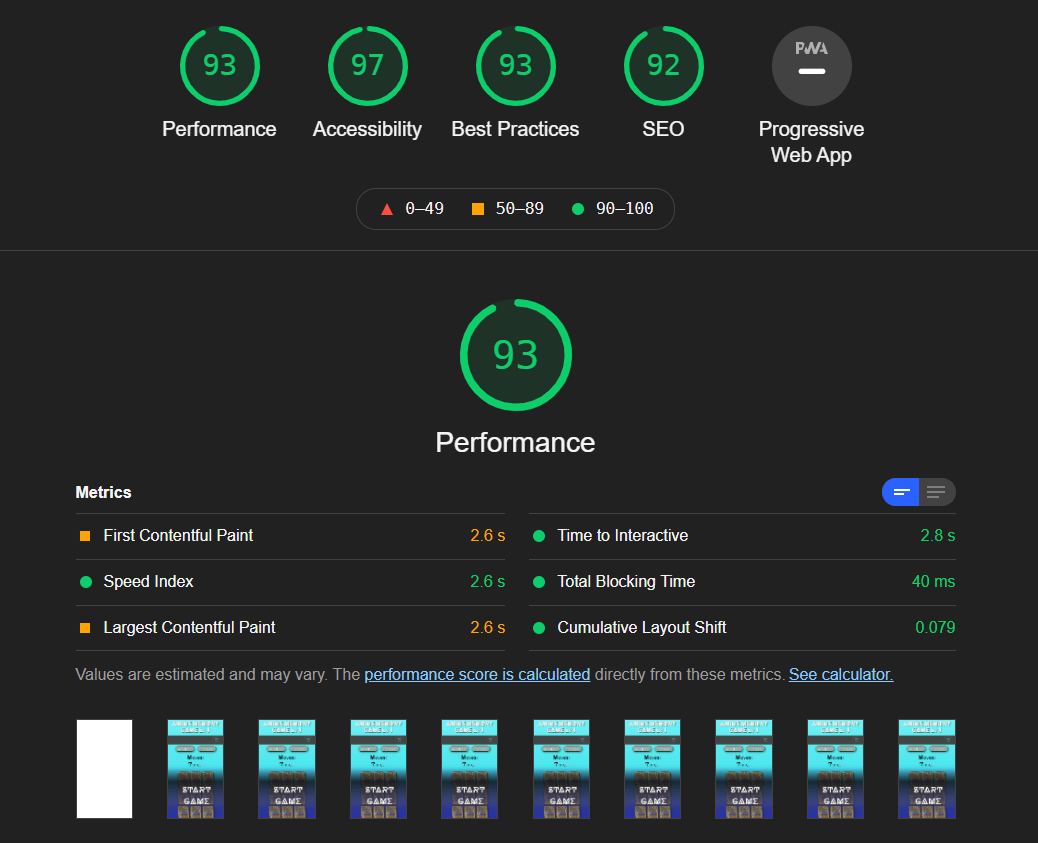 93 97 93 92 PWA
Performance Accessibility Best Practices SEO Progressive
Web App
0–49 50–89 90–100
93
Performance
Metrics
First Contentful Paint 2.6 s Time to Interactive 2.8 s
Speed Index 2.6 s Total Blocking Time 40 ms
Largest Contentful Paint 2.6 s Cumulative Layout Shift 0.079
Values are estimated and may vary. The performance score is calculated directly from these metrics. See calculator.
START START START START START START START START START
GAME GAME GAME GAME GAME GAME GAME GAME GAME